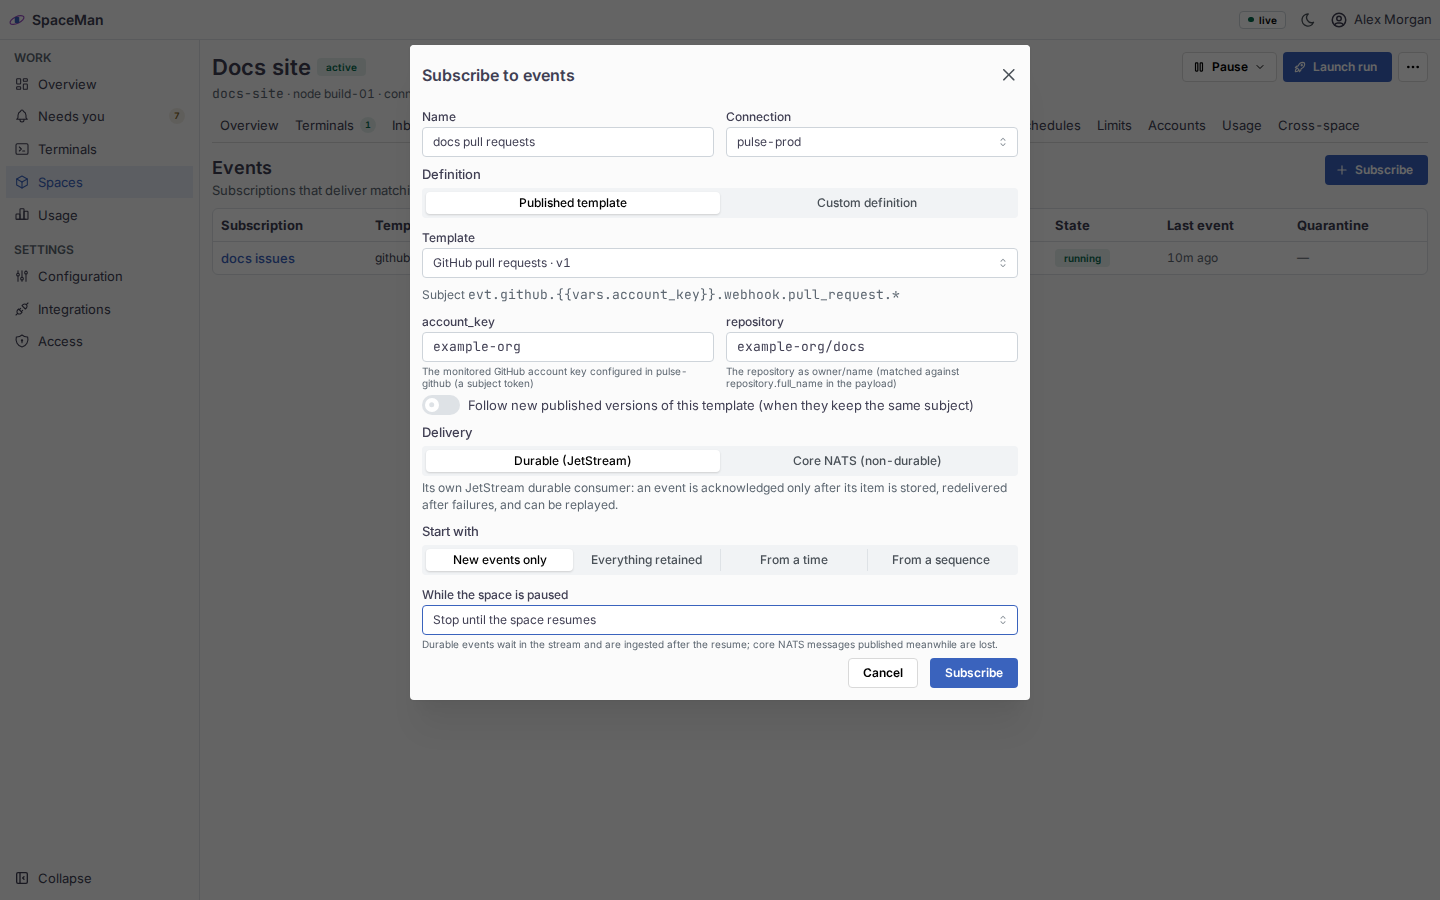 SpaceMan
live
Alex Morgan
WORK
Overview
Needs you
7
Terminals
Spaces
Usage
SETTINGS
Configuration
Integrations
Access
Collapse
Docs site
active
docs-site · node build-01 · conn
Pause
Launch run
Overview
Terminals
1
Inb
hedules
Limits
Accounts
Usage
Cross-space
Events
Subscriptions that deliver matchi
Subscribe
Subscription
Temp
State
Last event
Quarantine
docs issues
github
running
10m ago
—
Subscribe to events
Name
Connection
docs pull requests
pulse-prod
Definition
Published template
Custom definition
Template
GitHub pull requests · v1
Subject evt.github.{{vars.account_key}}.webhook.pull_request.*
account_key
repository
example-org
example-org/docs
The monitored GitHub account key configured in pulse-
github (a subject token)
The repository as owner/name (matched against
repository.full_name in the payload)
Follow new published versions of this template (when they keep the same subject)
Delivery
Durable (JetStream)
Core NATS (non-durable)
Its own JetStream durable consumer: an event is acknowledged only after its item is stored, redelivered
after failures, and can be replayed.
Start with
New events only
Everything retained
From a time
From a sequence
While the space is paused
Stop until the space resumes
Durable events wait in the stream and are ingested after the resume; core NATS messages published meanwhile are lost.
Cancel
Subscribe